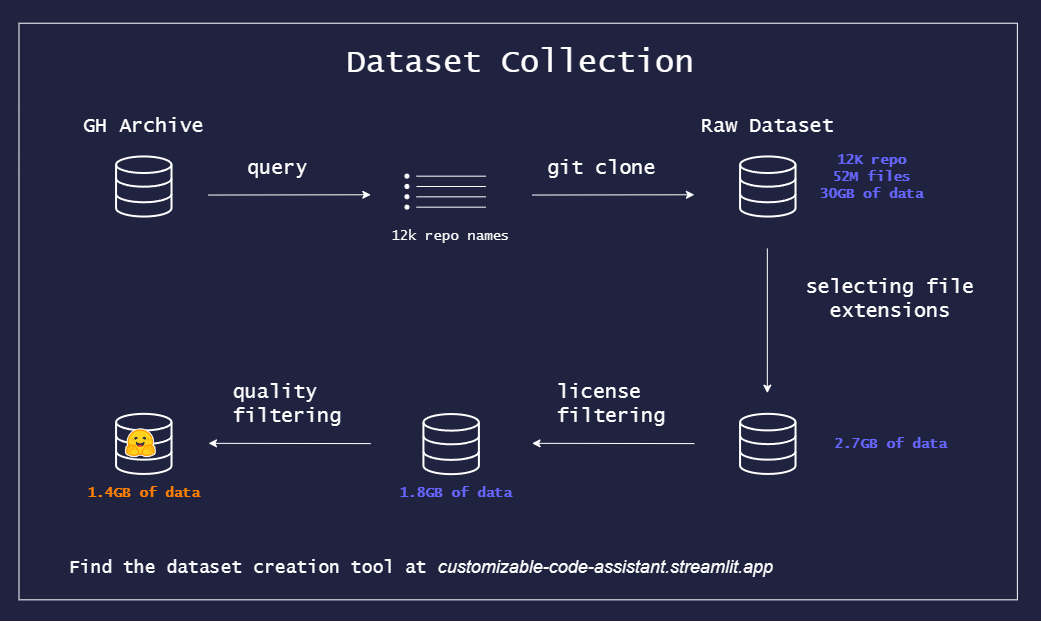 Dataset Collection
GH Archive
query
12k repo names
git clone
Raw Dataset
12K repo
52M files
30GB of data
selecting file
extensions
2.7GB of data
license
filtering
1.8GB of data
quality
filtering
1.4GB of data
Find the dataset creation tool at customizable-code-assistant.streamlit.app